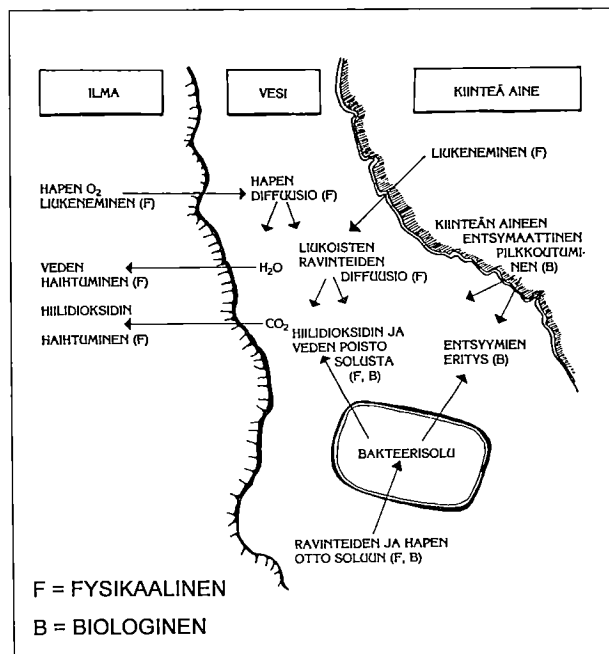 ILMA
VESI
KIINTEÄ AINE
LIUKENEMINEN (F)
HAPEN O₂
LIUKENEMINEN (F)
HAPEN
DIFFUUSIO (F)
KIINTEÄN AINEEN
ENTSYMAATTINEN
PILKKOUTUMI-
NEN (B)
LIUKOISTEN
RAVINTEIDEN
DIFFUUSIO (F)
VEDEN
HAIHTUMINEN (F)
H₂O
HIILIDIOKSIDIN
HAIHTUMINEN (F)
CO₂
HIILIDIOKSIDIN JA
VEDEN POISTO
SOLUSTA
(F, B)
ENTSYYMIEN
ERITYS (B)
BAKTEERISOLU
RAVINTEIDEN JA HAPEN
OTTO SOLUUN (F, B)
F = FYSIKAALINEN
B = BIOLOGINEN